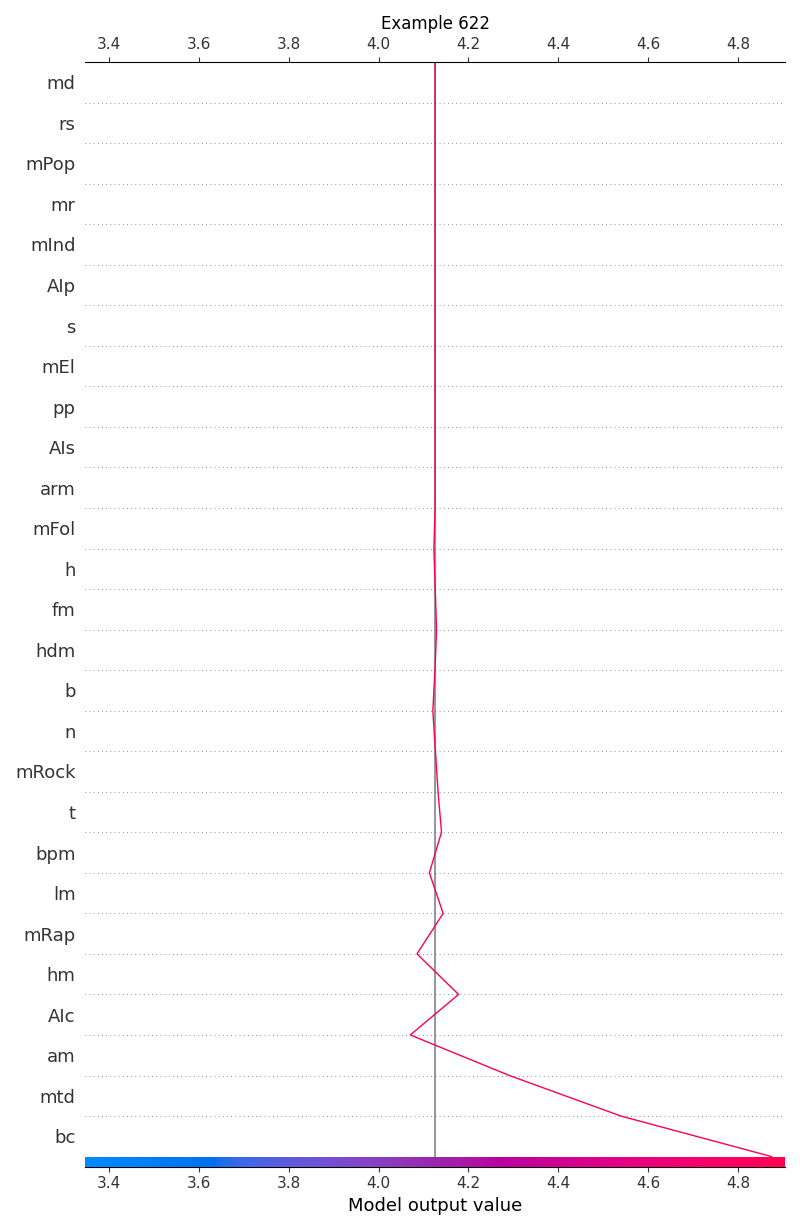 Example 622
3.4 3.6 3.8 4.0 4.2 4.4 4.6 4.8
md
rs
mPop
mr
mInd
AIp
s
mEl
pp
AIs
arm
mFol
h
fm
hdm
b
n
mRock
t
bpm
lm
mRap
hm
AIc
am
mtd
bc
3.4 3.6 3.8 4.0 4.2 4.4 4.6 4.8
Model output value